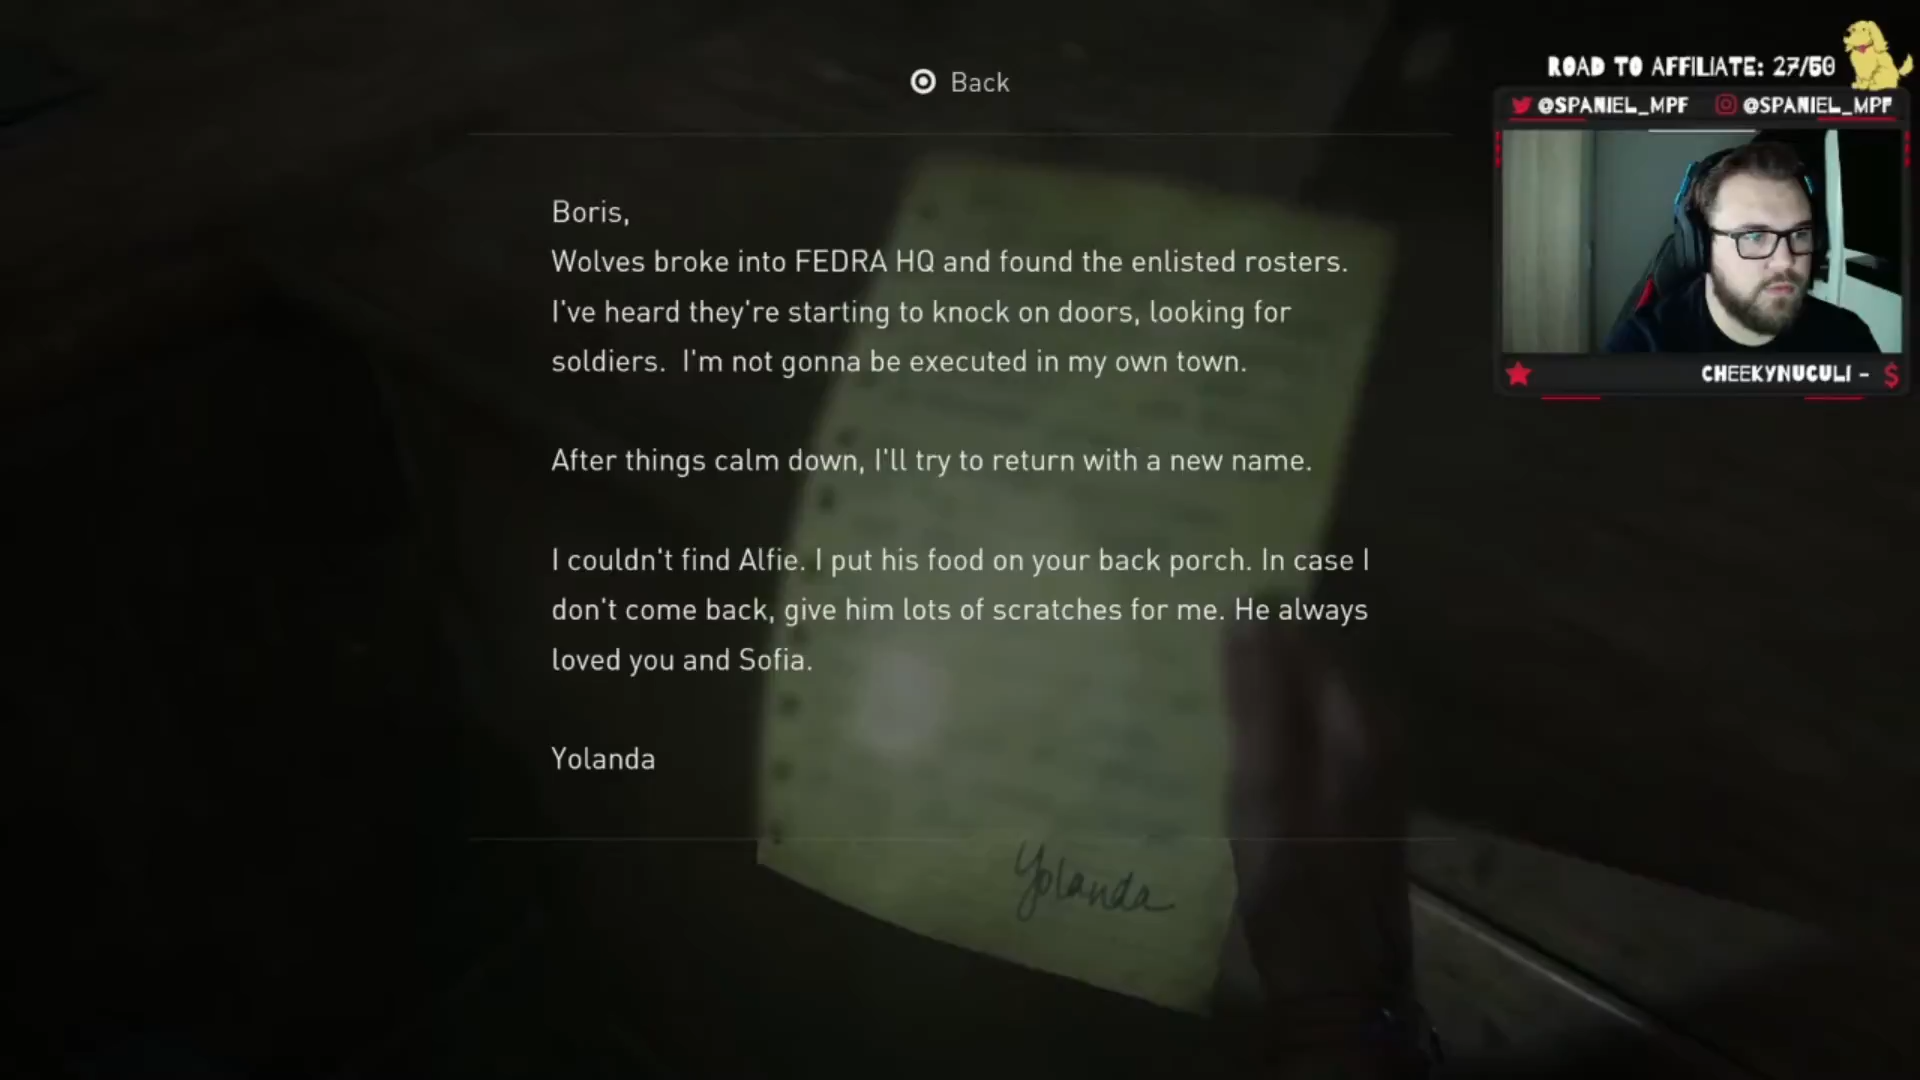 Back
ROAD TO AFFILIATE: 27/50
@SPANIEL_MPF @SPANIEL_MPF
Boris,
Wolves broke into FEDRA HQ and found the enlisted rosters.
I've heard they're starting to knock on doors, looking for
soldiers.  I'm not gonna be executed in my own town.
CHEEKYNUCULI - $
After things calm down, I'll try to return with a new name.
I couldn't find Alfie. I put his food on your back porch. In case I
don't come back, give him lots of scratches for me. He always
loved you and Sofia.
Yolanda
Yolanda